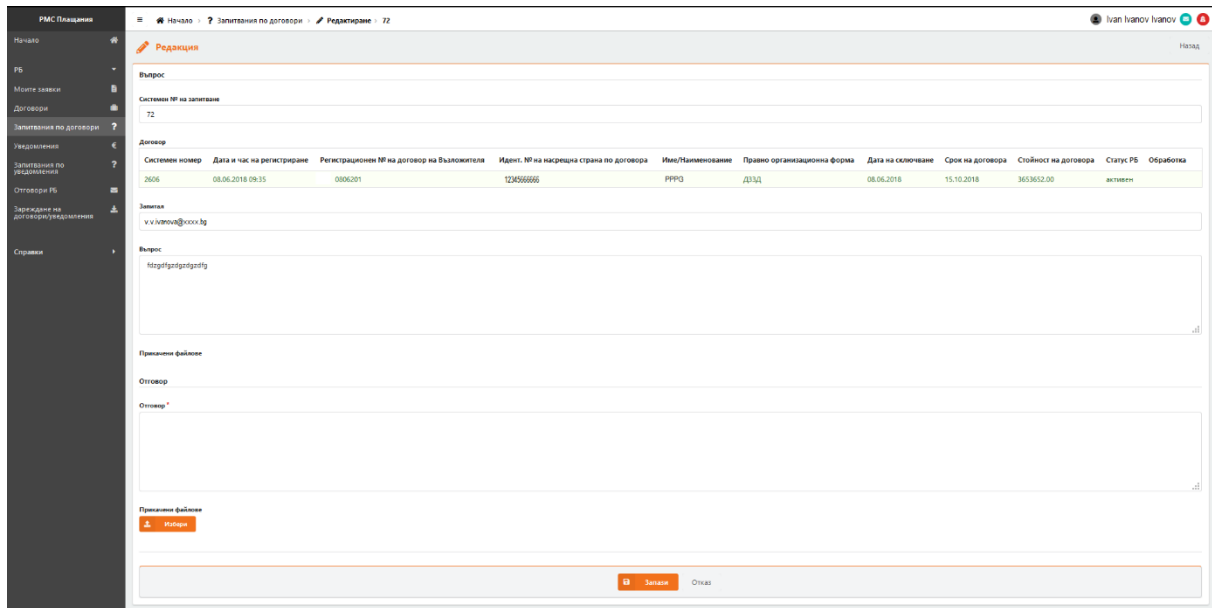 РМС Плащания
Начало › Запитвания по договори › Редактиране › 72
Ivan Ivanov Ivanov
Начало
РБ
Моите заявки
Договори
Запитвания по договори
Уведомления
Запитвания по
уведомления
Отговори РБ
Зареждане на
договори/уведомления
Справки
Редакция
Назад
Въпрос
Системен № на запитване
72
Договор
Системен номер Дата и час на регистриране Регистрационен № на договор на Възложителя Идент. № на насрещна страна по договора Име/Наименование Правно организационна форма Дата на сключване Срок на договора Стойност на договора Статус РБ Обработка
2606 08.06.2018 09:35 0806201 12345666666 PPPG ДЗЗД 08.06.2018 15.10.2018 3653652.00 активен
Запитал
v.v.ivanova@xxxx.bg
Въпрос
fdzgdfgzdgzdgzdfg
Прикачени файлове
Отговор
Отговор *
Прикачени файлове
Избери
Запази Отказ